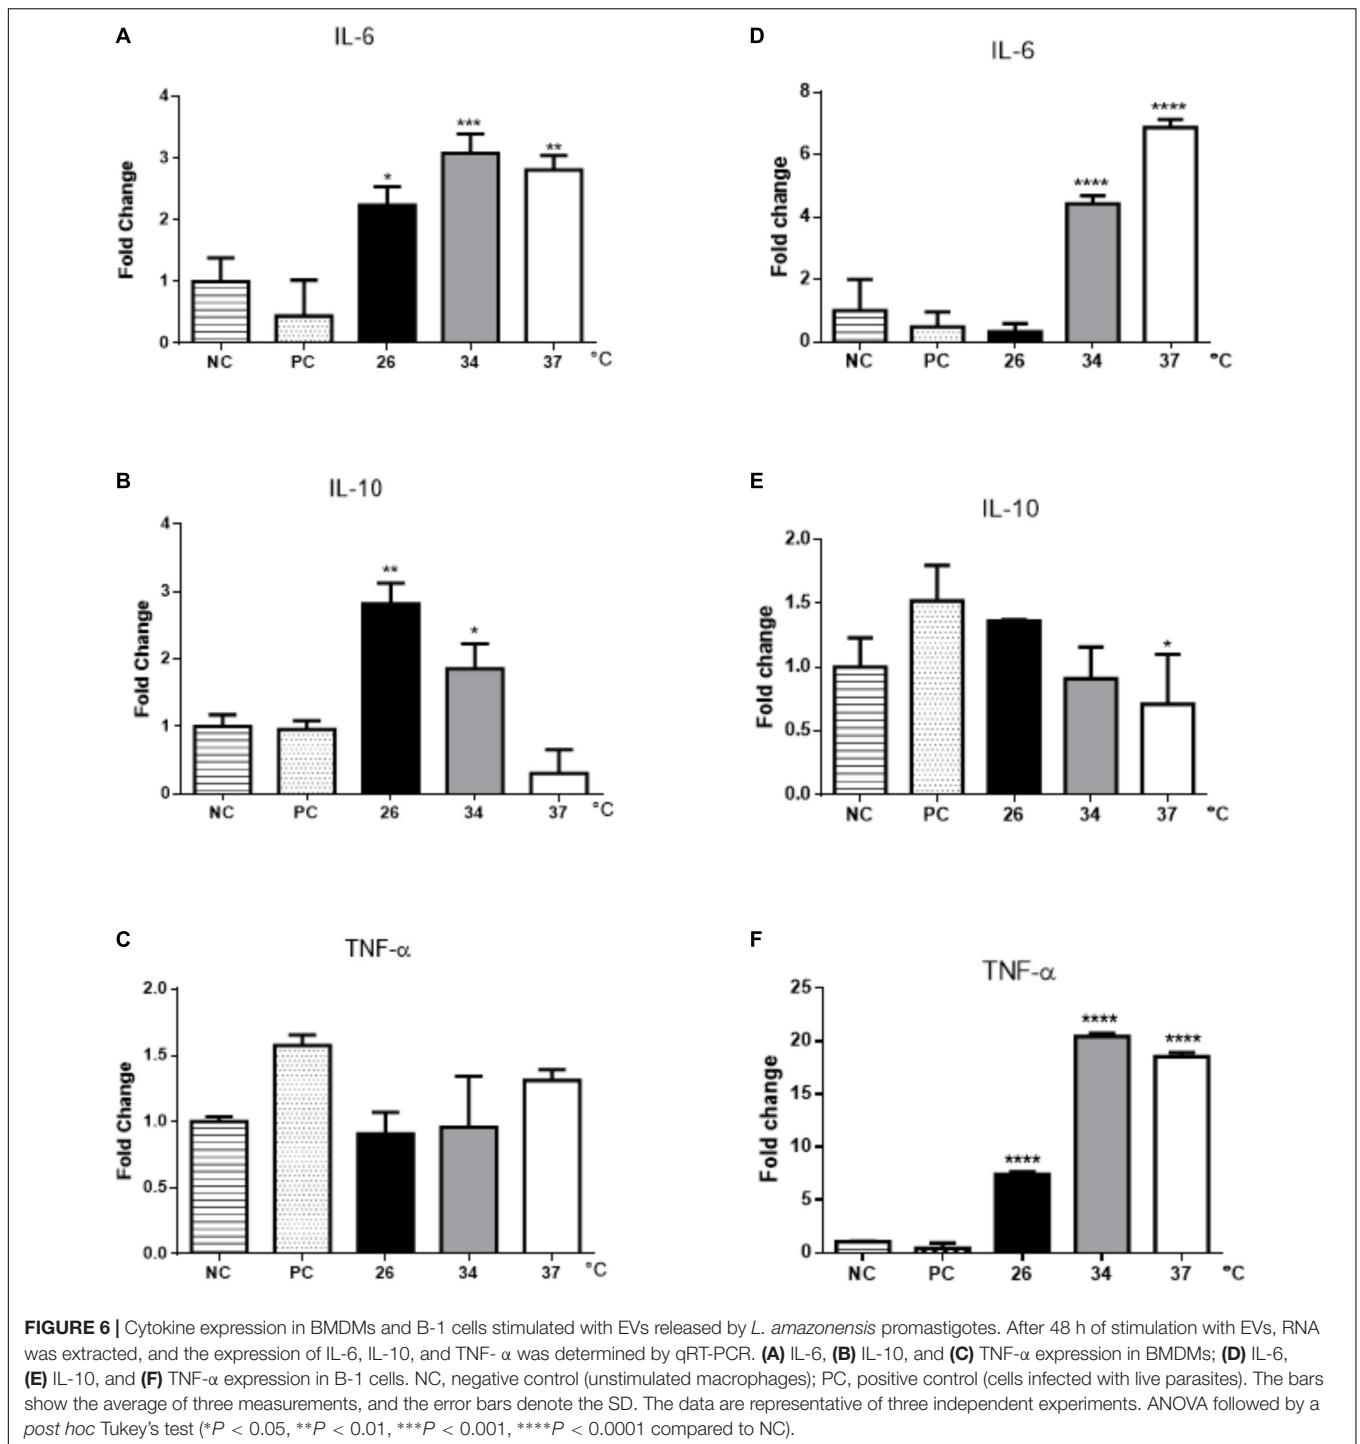 A
IL-6
4
3
2
1
0
Fold Change
*
***
**
NC PC 26 34 37 °C
D
IL-6
8
6
4
2
0
Fold change
****
****
NC PC 26 34 37 °C
B
IL-10
4
3
2
1
0
Fold Change
**
*
NC PC 26 34 37 °C
E
IL-10
2.0
1.5
1.0
0.5
0.0
Fold change
*
NC PC 26 34 37 °C
C
TNF-α
2.0
1.5
1.0
0.5
0.0
Fold Change
NC PC 26 34 37 °C
F
TNF-α
25
20
15
10
5
0
Fold change
****
****
****
NC PC 26 34 37 °C
FIGURE 6 | Cytokine expression in BMDMs and B-1 cells stimulated with EVs released by L. amazonensis promastigotes. After 48 h of stimulation with EVs, RNA
was extracted, and the expression of IL-6, IL-10, and TNF- α was determined by qRT-PCR. (A) IL-6, (B) IL-10, and (C) TNF-α expression in BMDMs; (D) IL-6,
(E) IL-10, and (F) TNF-α expression in B-1 cells. NC, negative control (unstimulated macrophages); PC, positive control (cells infected with live parasites). The bars
show the average of three measurements, and the error bars denote the SD. The data are representative of three independent experiments. ANOVA followed by a
post hoc Tukey's test (*P < 0.05, **P < 0.01, ***P < 0.001, ****P < 0.0001 compared to NC).